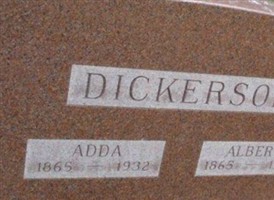 DICKERSO
ADDA ALBER
1865 — 1932 1865 —